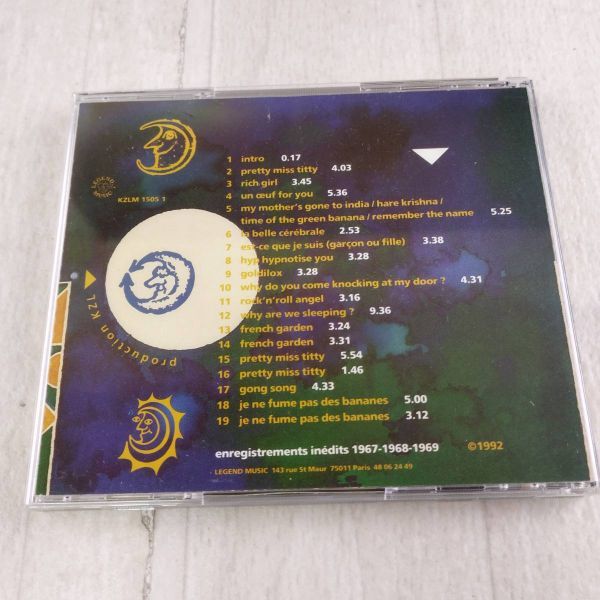 LEGEND MUSIC
KZLM 1505 1
production KZL
1 intro 0.17
2 pretty miss titty 4.03
3 rich girl 3.45
4 un œuf for you 5.36
5 my mother's gone to india / hare krishna /
time of the green banana / remember the name 5.25
6 la belle cérébrale 2.53
7 est-ce que je suis (garçon ou fille) 3.38
8 hyp hypnotise you 3.28
9 goldilox 3.28
10 why do you come knocking at my door ? 4.31
11 rock'n'roll angel 3.16
12 why are we sleeping ? 9.36
13 french garden 3.24
14 french garden 3.31
15 pretty miss titty 5.54
16 pretty miss titty 1.46
17 gong song 4.33
18 je ne fume pas des bananes 5.00
19 je ne fume pas des bananes 3.12
enregistrements inédits 1967-1968-1969 ©1992
LEGEND MUSIC 143 rue St Maur 75011 Paris 48 06 24 49